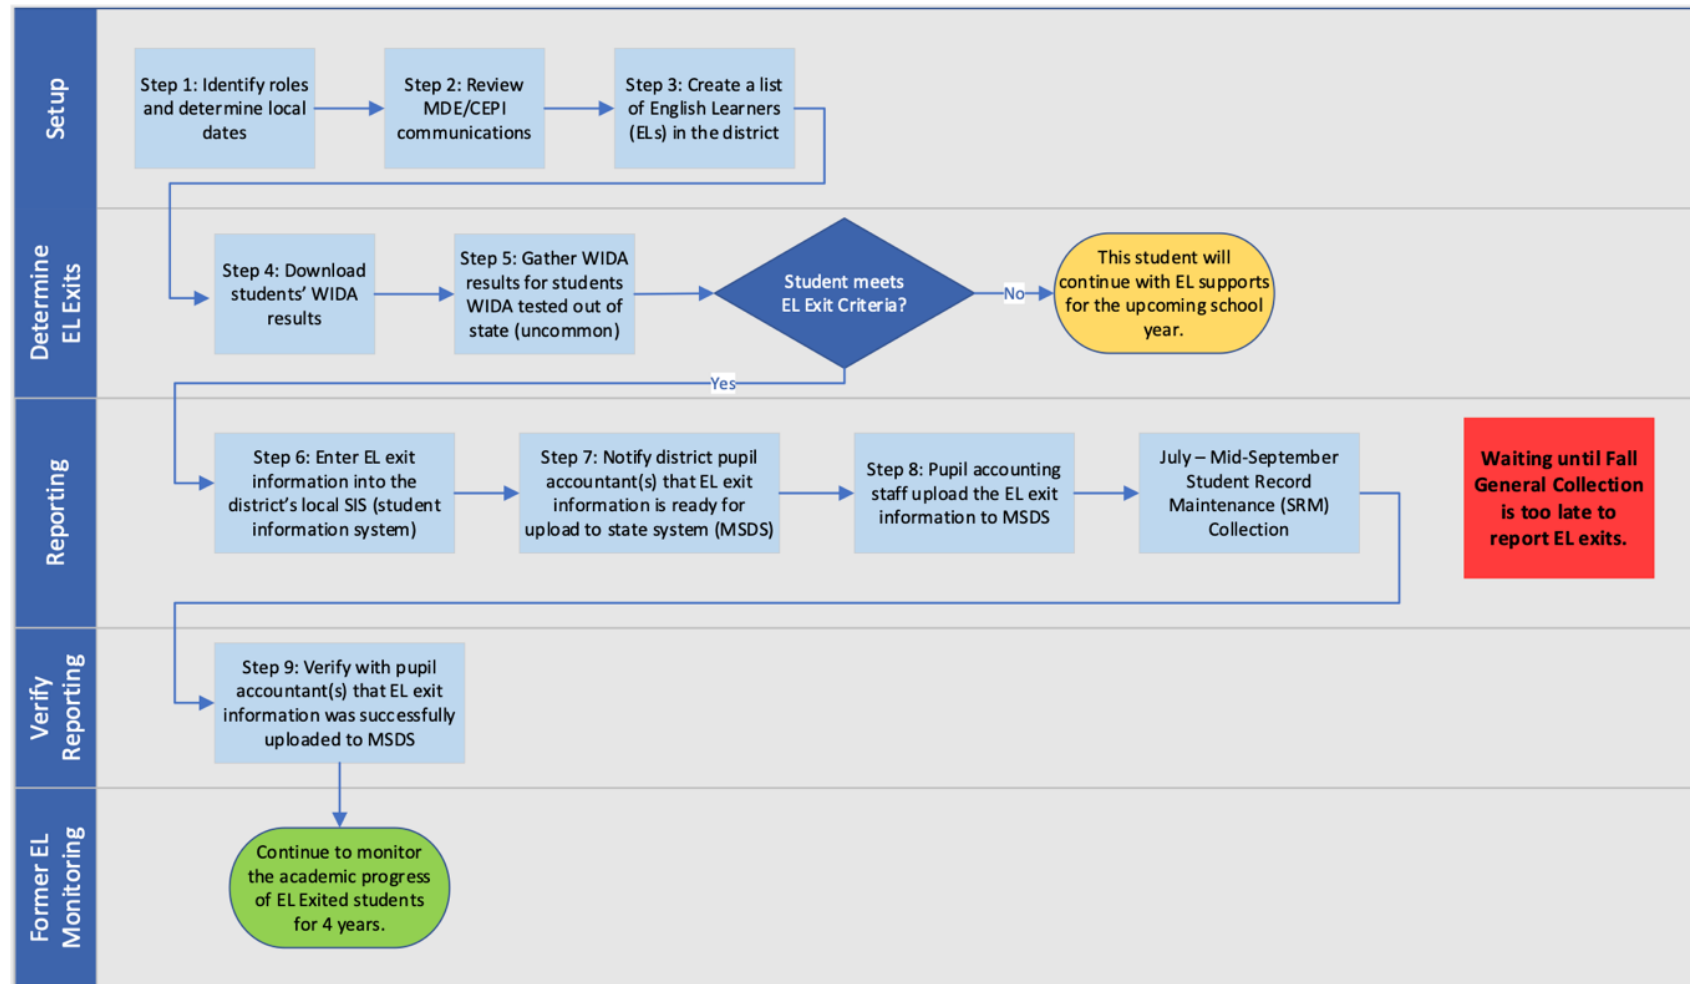 Setup
Step 1: Identify roles
and determine local
dates
Step 2: Review
MDE/CEPI
communications
Step 3: Create a list
of English Learners
(ELs) in the district
Determine
EL Exits
Step 4: Download
students’ WIDA
results
Step 5: Gather WIDA
results for students
WIDA tested out of
state (uncommon)
Student meets
EL Exit Criteria?
No
This student will
continue with EL supports
for the upcoming school
year.
Yes
Reporting
Step 6: Enter EL exit
information into the
district’s local SIS (student
information system)
Step 7: Notify district pupil
accountant(s) that EL exit
information is ready for
upload to state system (MSDS)
Step 8: Pupil accounting
staff upload the EL exit
information to MSDS
July – Mid-September
Student Record
Maintenance (SRM)
Collection
Waiting until Fall
General Collection
is too late to
report EL exits.
Verify
Reporting
Step 9: Verify with pupil
accountant(s) that EL exit
information was successfully
uploaded to MSDS
Former EL
Monitoring
Continue to monitor
the academic progress
of EL Exited students
for 4 years.